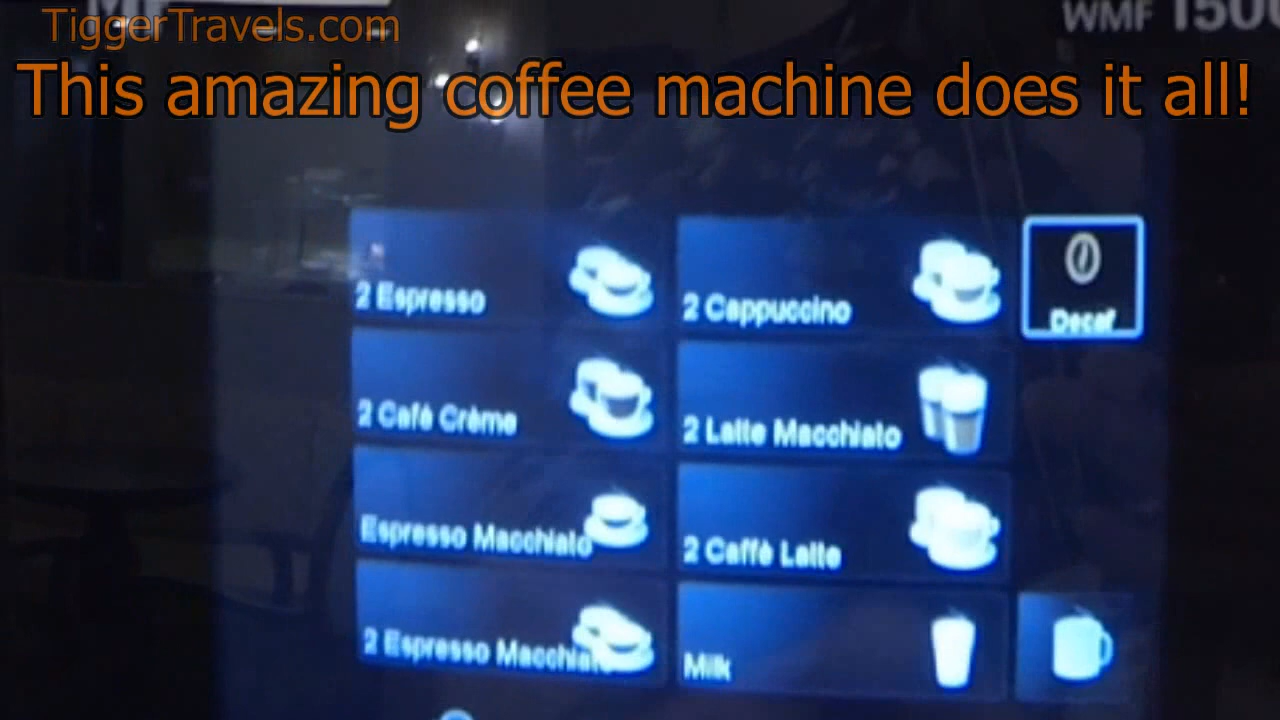 TiggerTravels.com
WMF 1500
This amazing coffee machine does it all!
2 Espresso
2 Cappuccino
Decaf
2 Café Crème
2 Latte Macchiato
Espresso Macchiato
2 Caffè Latte
2 Espresso Macchiato
Milk